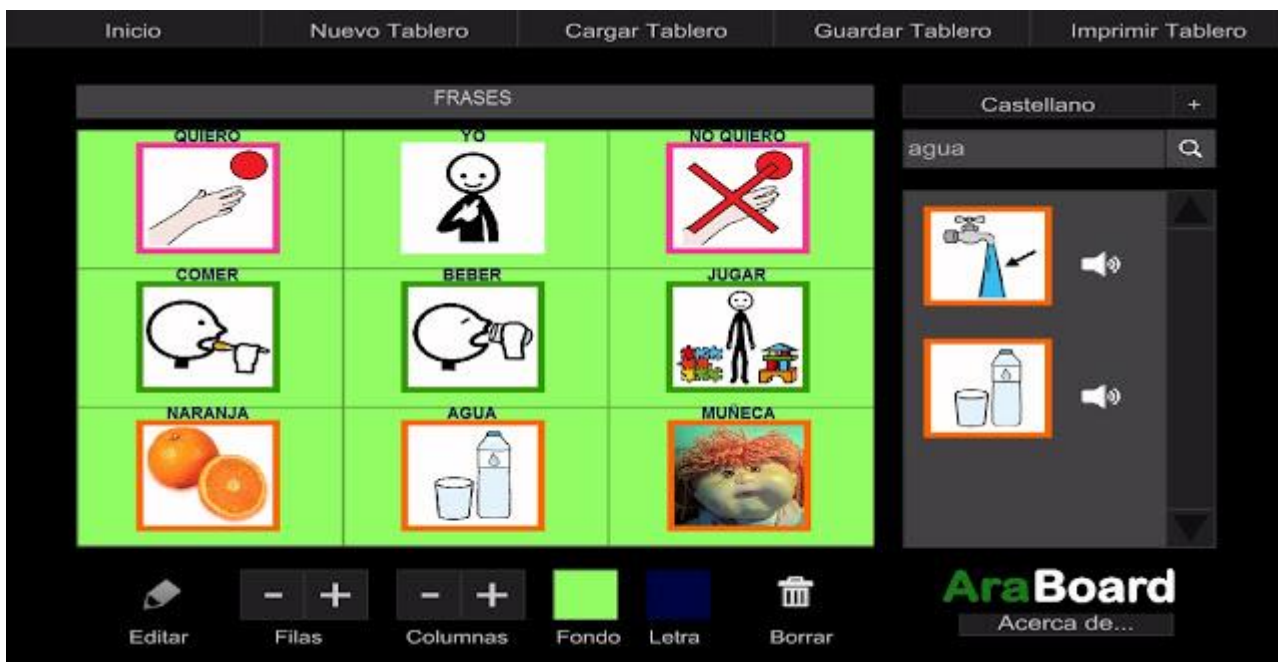 Inicio Nuevo Tablero Cargar Tablero Guardar Tablero Imprimir Tablero
FRASES
Castellano +
agua
QUIERO YO NO QUIERO
COMER BEBER JUGAR
NARANJA AGUA MUÑECA
- + - +
Editar Filas Columnas Fondo Letra Borrar
AraBoard
Acerca de...